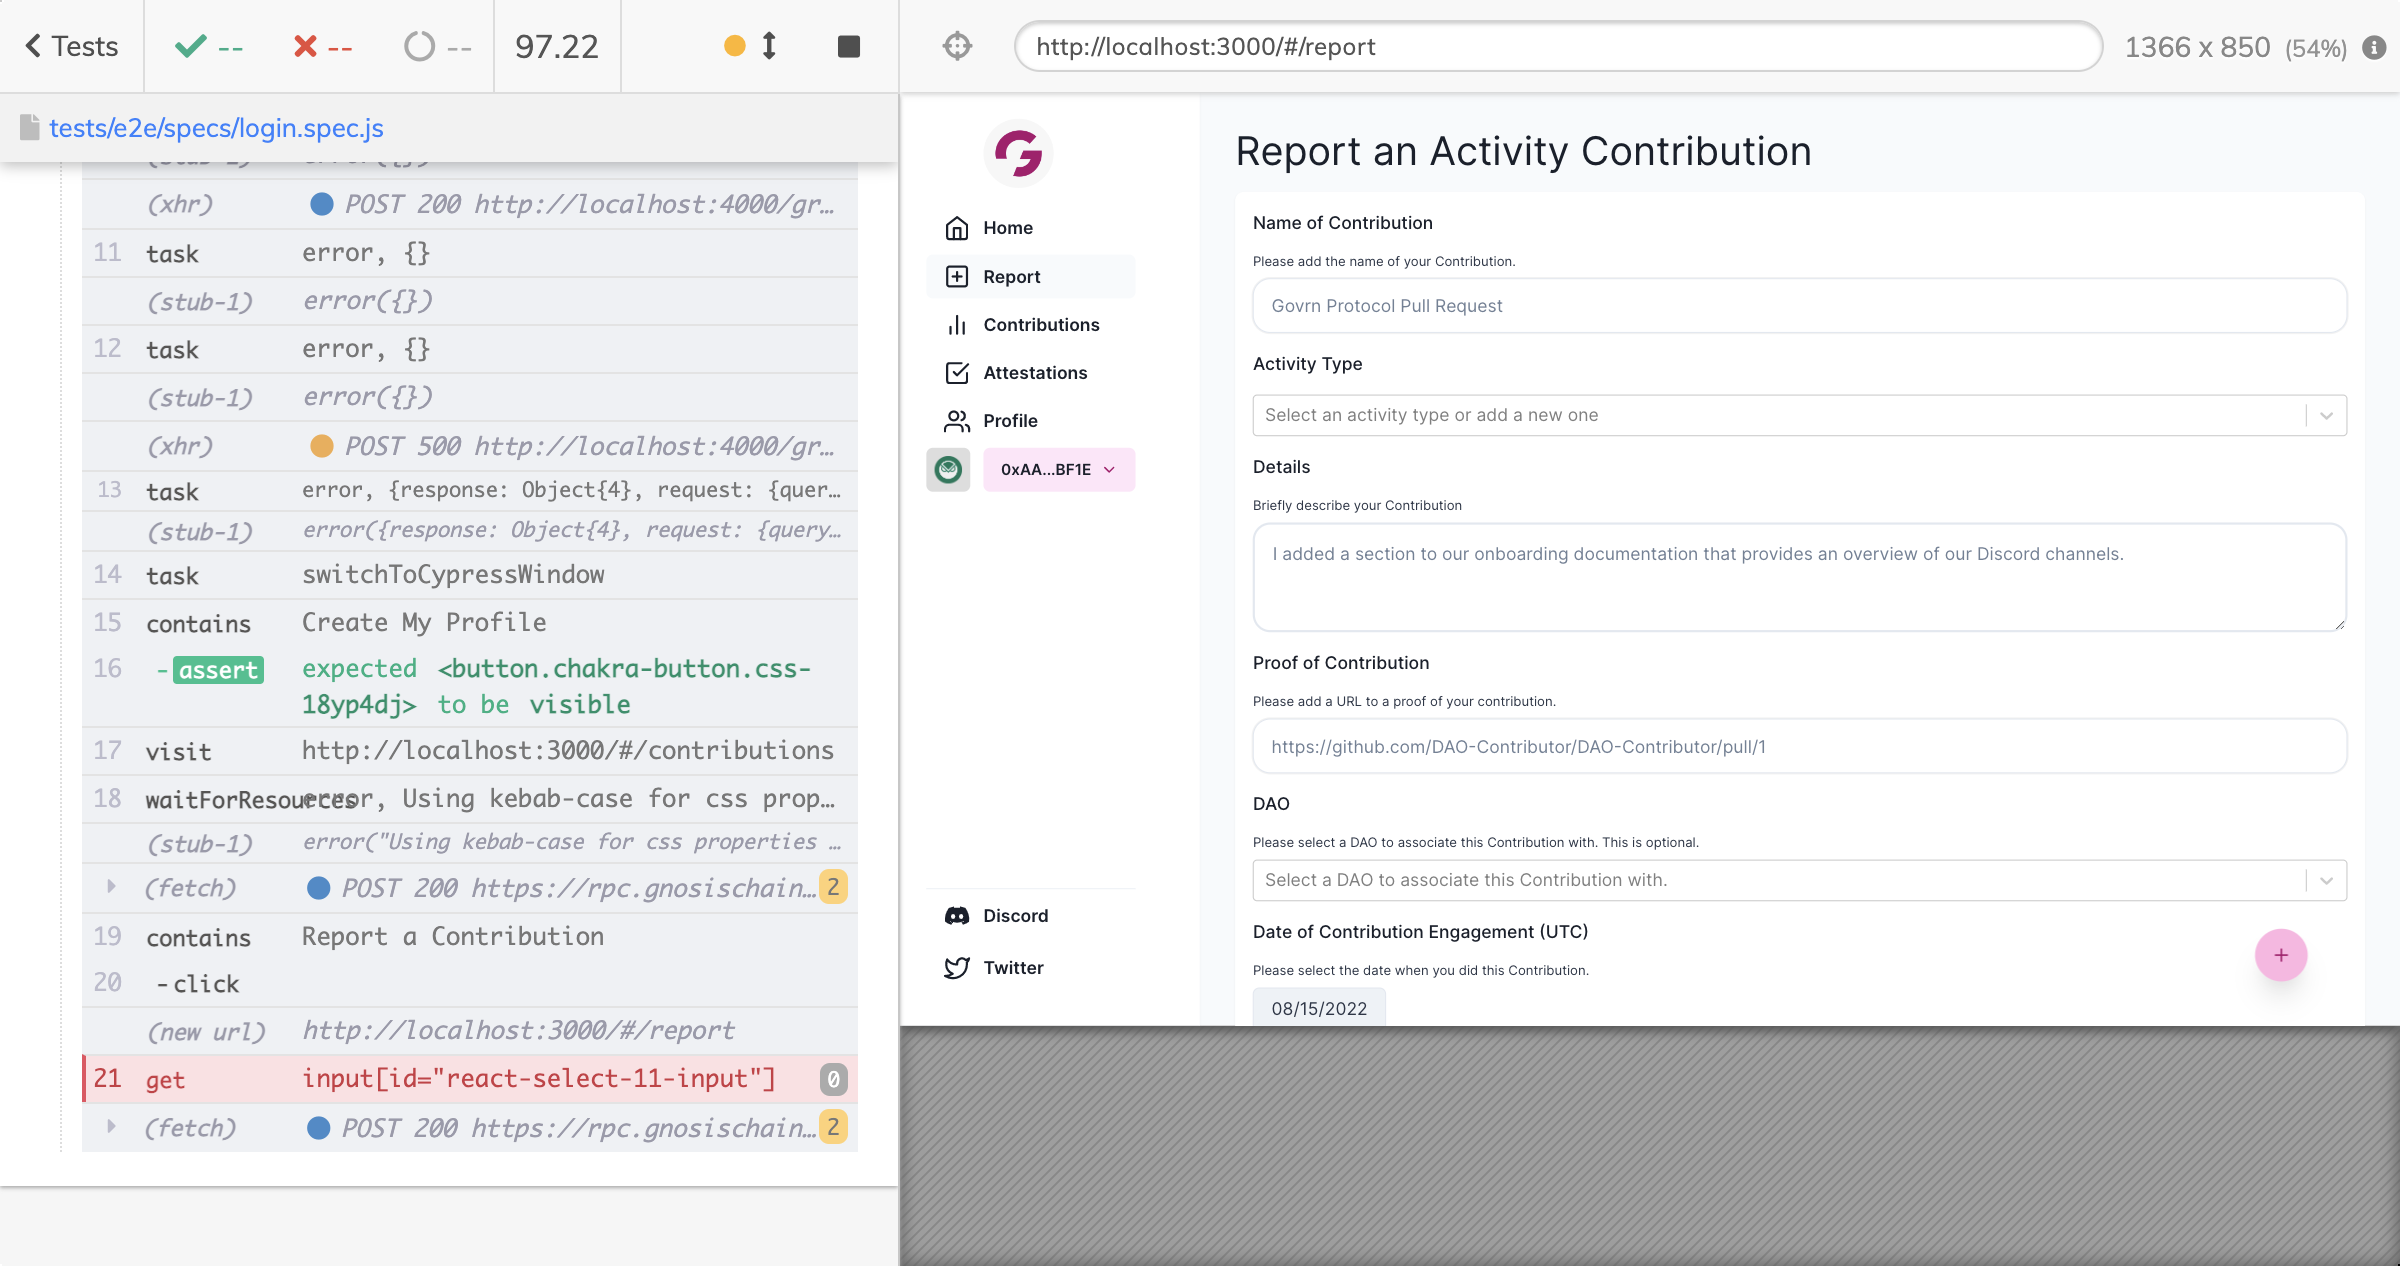 Tests
--
--
--
97.22
http://localhost:3000/#/report
1366 x 850 (54%)
tests/e2e/specs/login.spec.js
(xhr) POST 200 http://localhost:4000/gr…
11 task error, {}
(stub-1) error({})
12 task error, {}
(stub-1) error({})
(xhr) POST 500 http://localhost:4000/gr…
13 task error, {response: Object{4}, request: {quer…
(stub-1) error({response: Object{4}, request: {query…
14 task switchToCypressWindow
15 contains Create My Profile
16 -assert expected <button.chakra-button.css-
18yp4dj> to be visible
17 visit http://localhost:3000/#/contributions
18 waitForResources error, Using kebab-case for css prop…
(stub-1) error("Using kebab-case for css properties …
(fetch) POST 200 https://rpc.gnosischain… 2
19 contains Report a Contribution
20 -click
(new url) http://localhost:3000/#/report
21 get input[id="react-select-11-input"] 0
(fetch) POST 200 https://rpc.gnosischain… 2
Home
Report
Contributions
Attestations
Profile
0xAA...BF1E
Discord
Twitter
Report an Activity Contribution
Name of Contribution
Please add the name of your Contribution.
Govrn Protocol Pull Request
Activity Type
Select an activity type or add a new one
Details
Briefly describe your Contribution
I added a section to our onboarding documentation that provides an overview of our Discord channels.
Proof of Contribution
Please add a URL to a proof of your contribution.
https://github.com/DAO-Contributor/DAO-Contributor/pull/1
DAO
Please select a DAO to associate this Contribution with. This is optional.
Select a DAO to associate this Contribution with.
Date of Contribution Engagement (UTC)
Please select the date when you did this Contribution.
08/15/2022
+